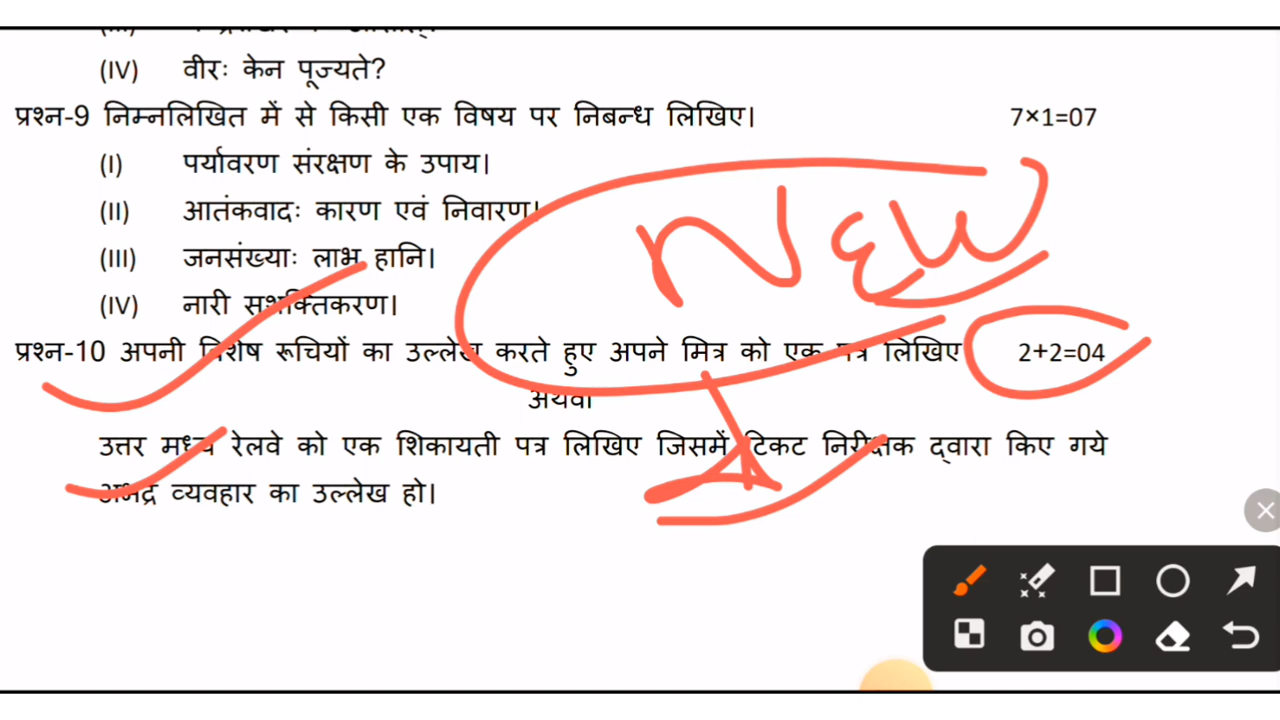 (IV) वीरः केन पूज्यते?
प्रश्न-9 निम्नलिखित में से किसी एक विषय पर निबन्ध लिखिए। 7×1=07
(I) पर्यावरण संरक्षण के उपाय।
(II) आतंकवादः कारण एवं निवारण।
(III) जनसंख्याः लाभ हानि।
(IV) नारी सशक्तिकरण।
NEW
प्रश्न-10 अपनी विशेष रूचियों का उल्लेख करते हुए अपने मित्र को एक पत्र लिखिए 2+2=04
अथवा
उत्तर मध्य रेलवे को एक शिकायती पत्र लिखिए जिसमें टिकट निरीक्षक द्वारा किए गये
अभद्र व्यवहार का उल्लेख हो।